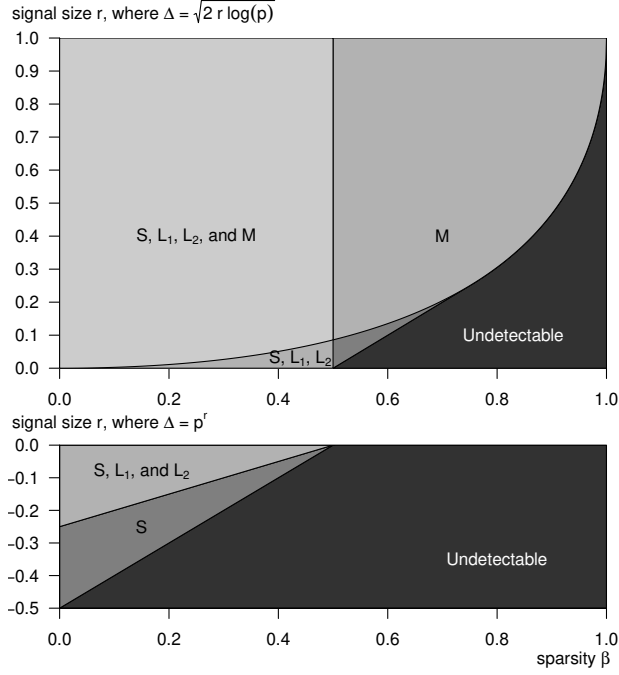 signal size r, where Δ = √2 r log(p)
1.0
0.9
0.8
0.7
0.6
0.5
0.4
0.3
0.2
0.1
0.0
S, L₁, L₂, and M
M
S, L₁, L₂
Undetectable
0.0 0.2 0.4 0.6 0.8 1.0
signal size r, where Δ = pʳ
0.0
−0.1
−0.2
−0.3
−0.4
−0.5
S, L₁, and L₂
S
Undetectable
0.0 0.2 0.4 0.6 0.8 1.0
sparsity β